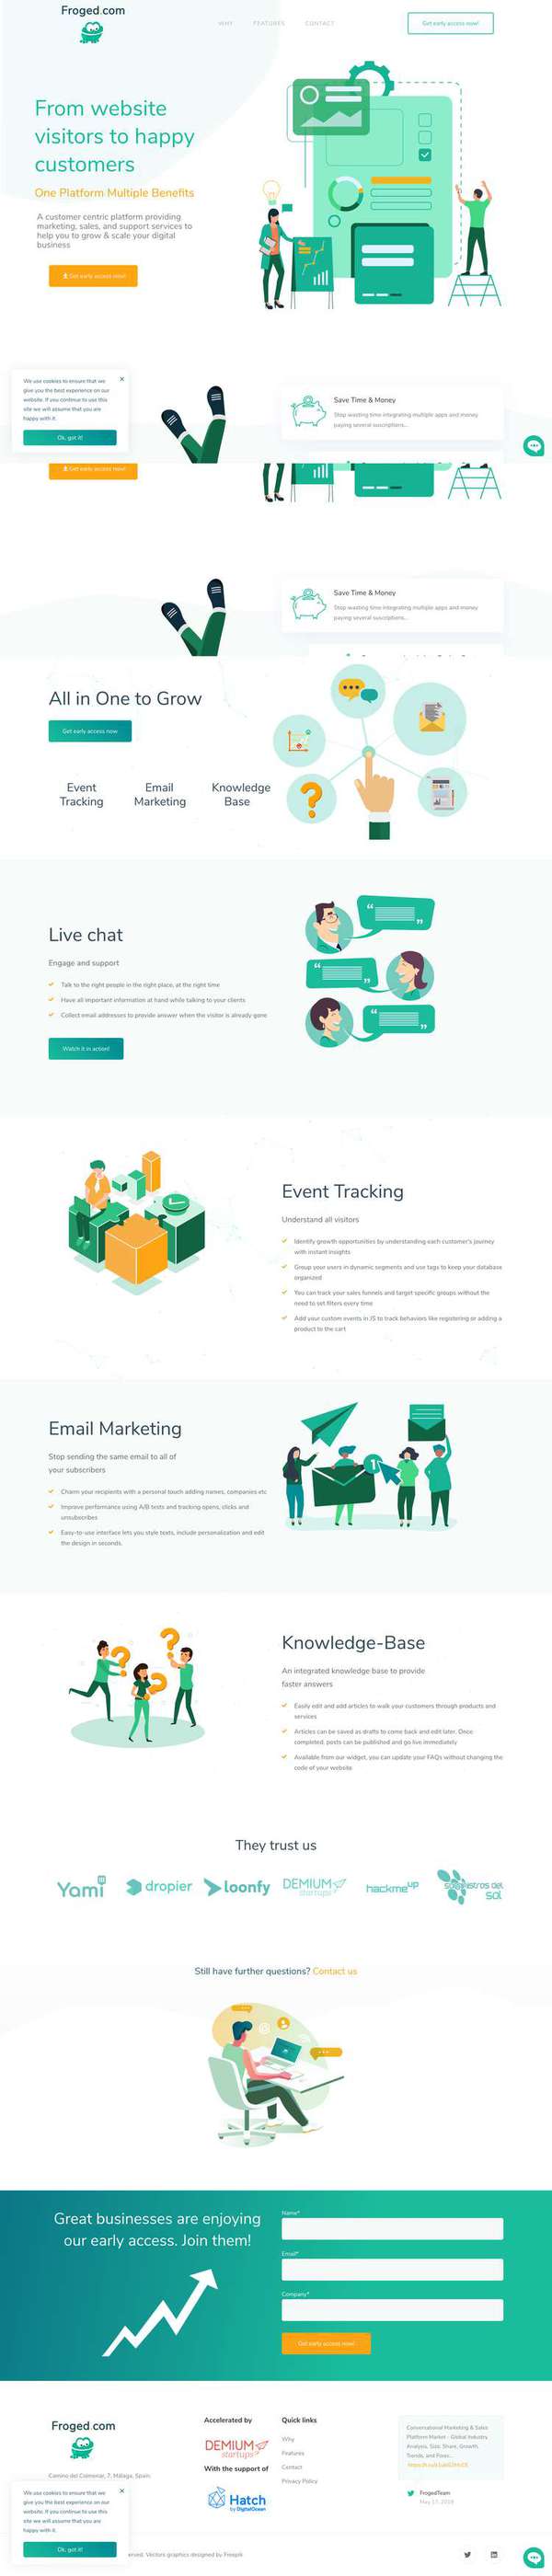 Froged.com
WHY
FEATURES
CONTACT
Get early access now!
From website
visitors to happy
customers
One Platform Multiple Benefits
A customer centric platform providing
marketing, sales, and support services to
help you to grow & scale your digital
business
Get early access now!
We use cookies to ensure that we
give you the best experience on our
website. If you continue to use this
site we will assume that you are
happy with it.
Ok, got it!
Save Time & Money
Stop wasting time integrating multiple apps and money
paying several suscriptions...
Get early access now!
Save Time & Money
Stop wasting time integrating multiple apps and money
paying several suscriptions...
All in One to Grow
Get early access now
Event
Tracking
Email
Marketing
Knowledge
Base
Live chat
Engage and support
Talk to the right people in the right place, at the right time
Have all important information at hand while talking to your clients
Collect email addresses to provide answer when the visitor is already gone
Watch it in action!
Event Tracking
Understand all visitors
Identify growth opportunities by understanding each customer's journey
with instant insights
Group your users in dynamic segments and use tags to keep your database
organized
You can track your sales funnels and target specific groups without the
need to set filters every time
Add your custom events in JS to track behaviors like registering or adding a
product to the cart
Email Marketing
Stop sending the same email to all of
your subscribers
Charm your recipients with a personal touch adding names, companies etc
Improve performance using A/B tests and tracking opens, clicks and
unsubscribes
Easy-to-use interface lets you style texts, include personalization and edit
the design in seconds.
1
Knowledge-Base
An integrated knowledge base to provide
faster answers
Easily edit and add articles to walk your customers through products and
services
Articles can be saved as drafts to come back and edit later. Once
completed, posts can be published and go live immediately
Available from our widget, you can update your FAQs without changing the
code of your website
They trust us
Yami
dropier
loonfy
DEMIUM
startups
hackmeup
sol
Still have further questions? Contact us
Great businesses are enjoying
our early access. Join them!
Name*
Email*
Company*
Get early access now!
Froged.com
Camino del Colmenar, 7, Málaga, Spain.
Accelerated by
DEMIUM
startups
With the support of
Hatch
by DigitalOcean
Quick links
Why
Features
Contact
Privacy Policy
Conversational Marketing & Sales
Platform Market - Global Industry
Analysis, Size, Share, Growth,
Trends, and Forec...
FrogedTeam
We use cookies to ensure that we
give you the best experience on our
website. If you continue to use this
site we will assume that you are
happy with it.
Ok, got it!
erved. Vectors graphics designed by Freepik